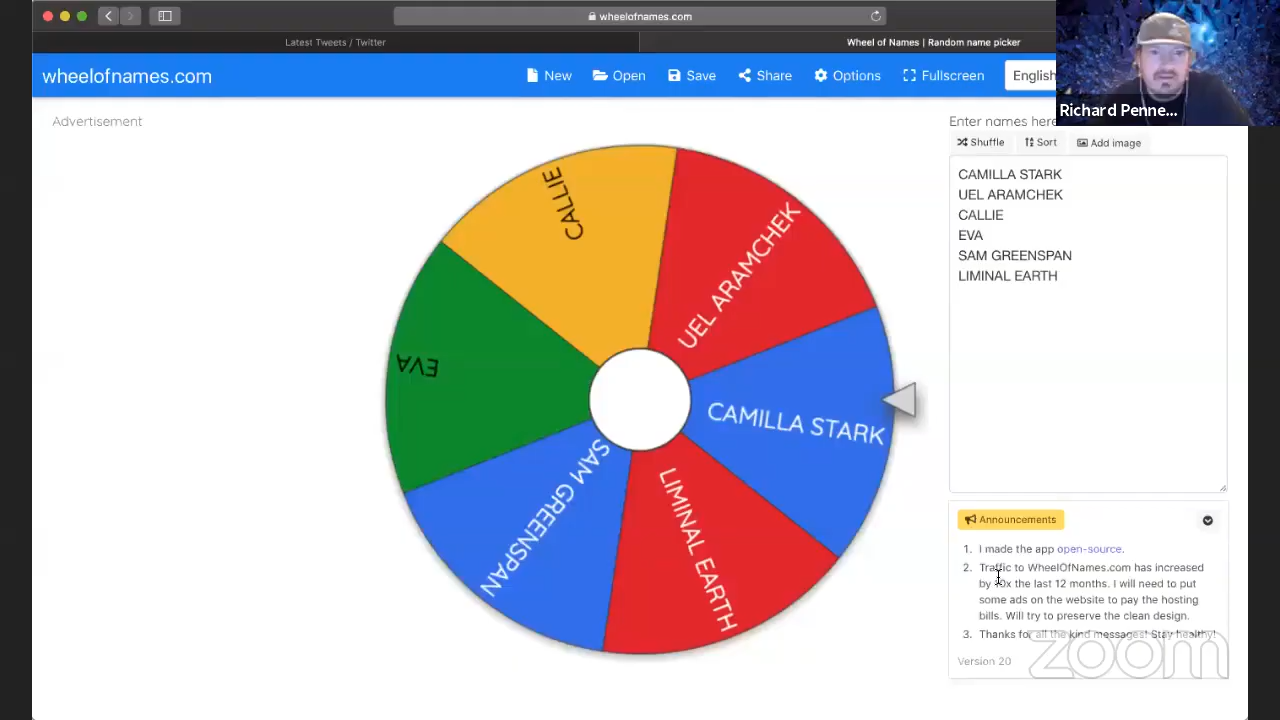 wheelofnames.com
Latest Tweets / Twitter
Wheel of Names | Random name picker
wheelofnames.com
New
Open
Save
Share
Options
Fullscreen
English
Richard Penne...
Advertisement
Enter names here
Shuffle
Sort
Add image
CAMILLA STARK
UEL ARAMCHEK
CALLIE
EVA
SAM GREENSPAN
LIMINAL EARTH
CALLIE
UEL ARAMCHEK
EVA
CAMILLA STARK
SAM GREENSPAN
LIMINAL EARTH
Announcements
1. I made the app open-source.
2. Traffic to WheelOfNames.com has increased
by the last 12 months. I will need to put
some ads on the website to pay the hosting
bills. Will try to preserve the clean design.
3. Thanks for all the kind messages! Stay healthy!
Version 20
zoom